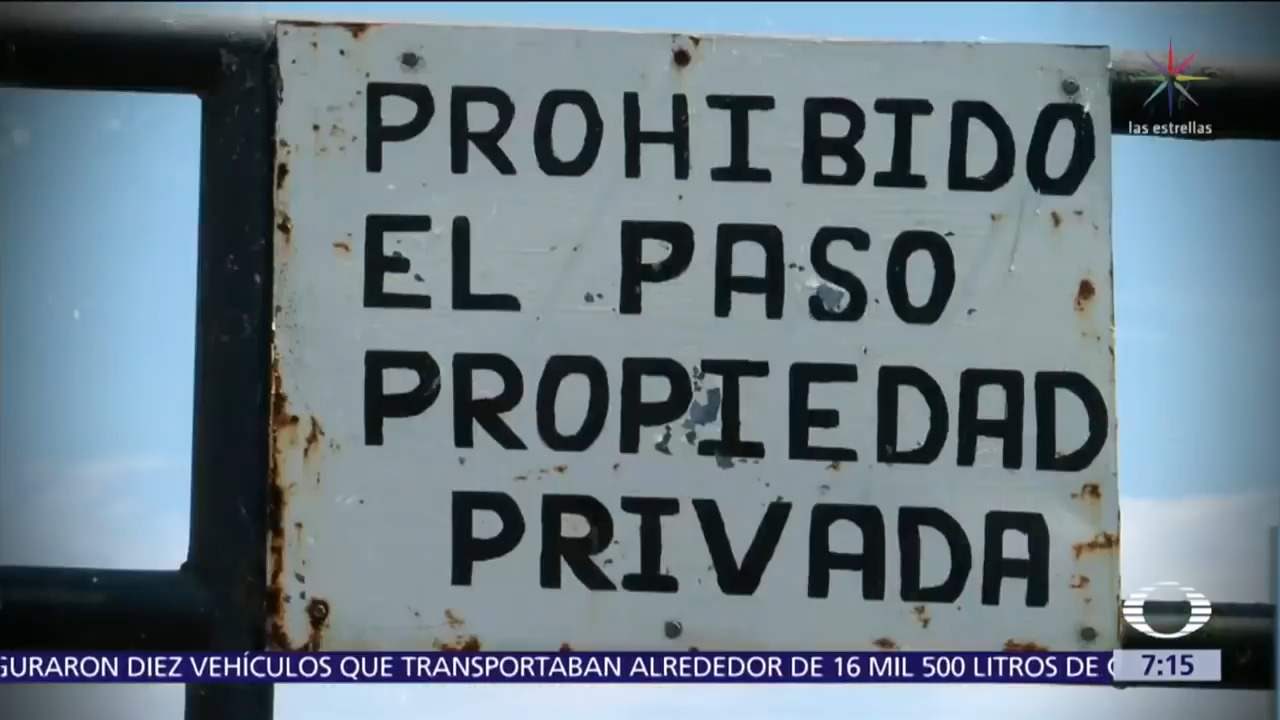 PROHIBIDO
EL PASO
PROPIEDAD
PRIVADA
las estrellas
GURARON DIEZ VEHÍCULOS QUE TRANSPORTABAN ALREDEDOR DE 16 MIL 500 LITROS DE
7:15